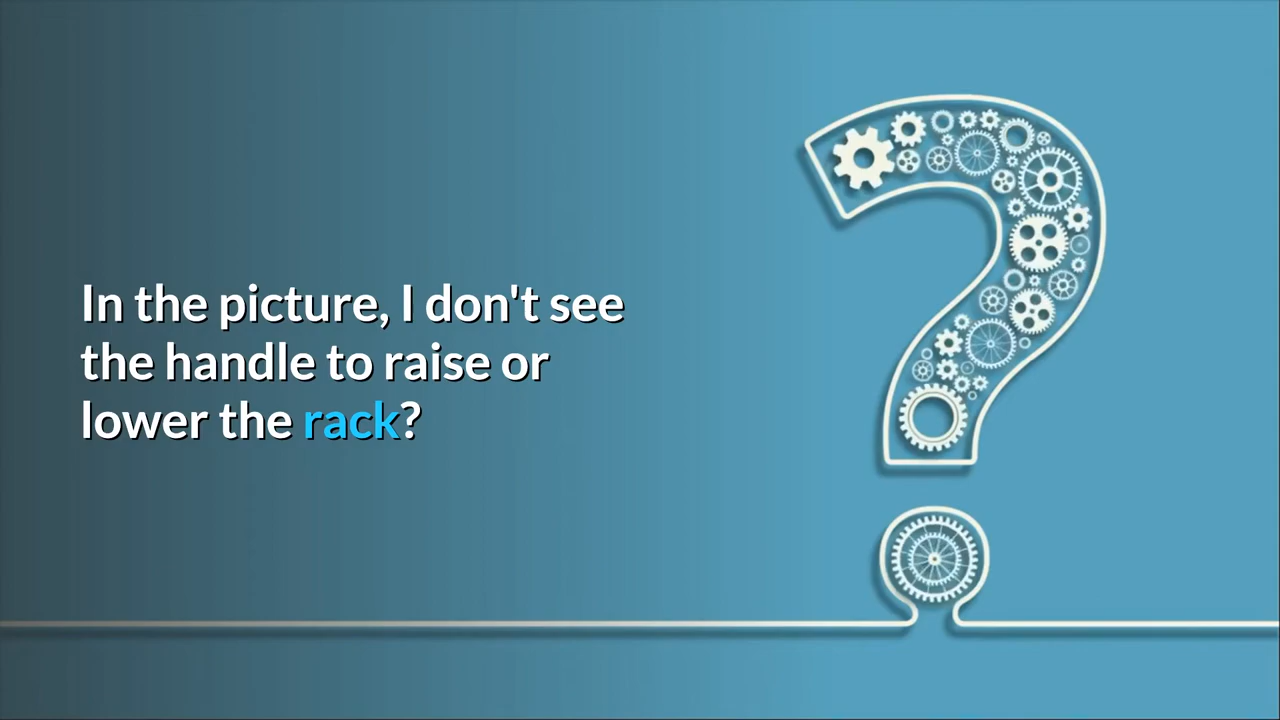 In the picture, I don't see
the handle to raise or
lower the rack?